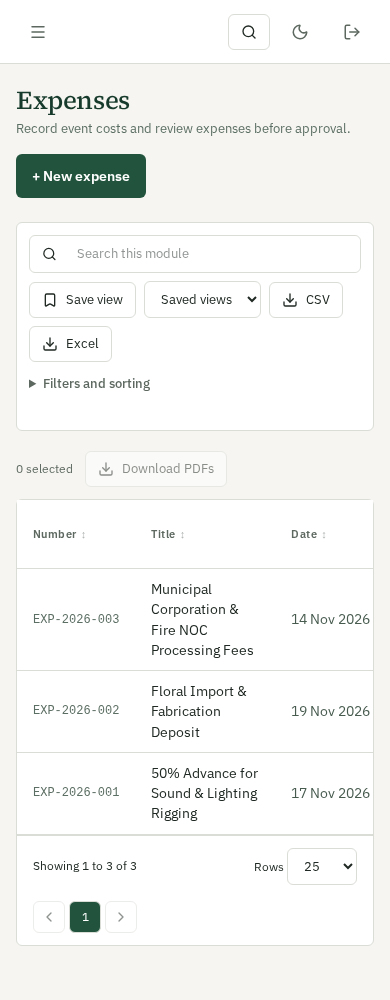 Expenses
Record event costs and review expenses before approval.
+ New expense
Search this module
Save view
Saved views
CSV
Excel
Filters and sorting
0 selected
Download PDFs
Number ↕ Title ↕ Date ↕
EXP-2026-003
Municipal
Corporation &
Fire NOC
Processing Fees
14 Nov 2026
EXP-2026-002
Floral Import &
Fabrication
Deposit
19 Nov 2026
EXP-2026-001
50% Advance for
Sound & Lighting
Rigging
17 Nov 2026
Showing 1 to 3 of 3
Rows 25
1